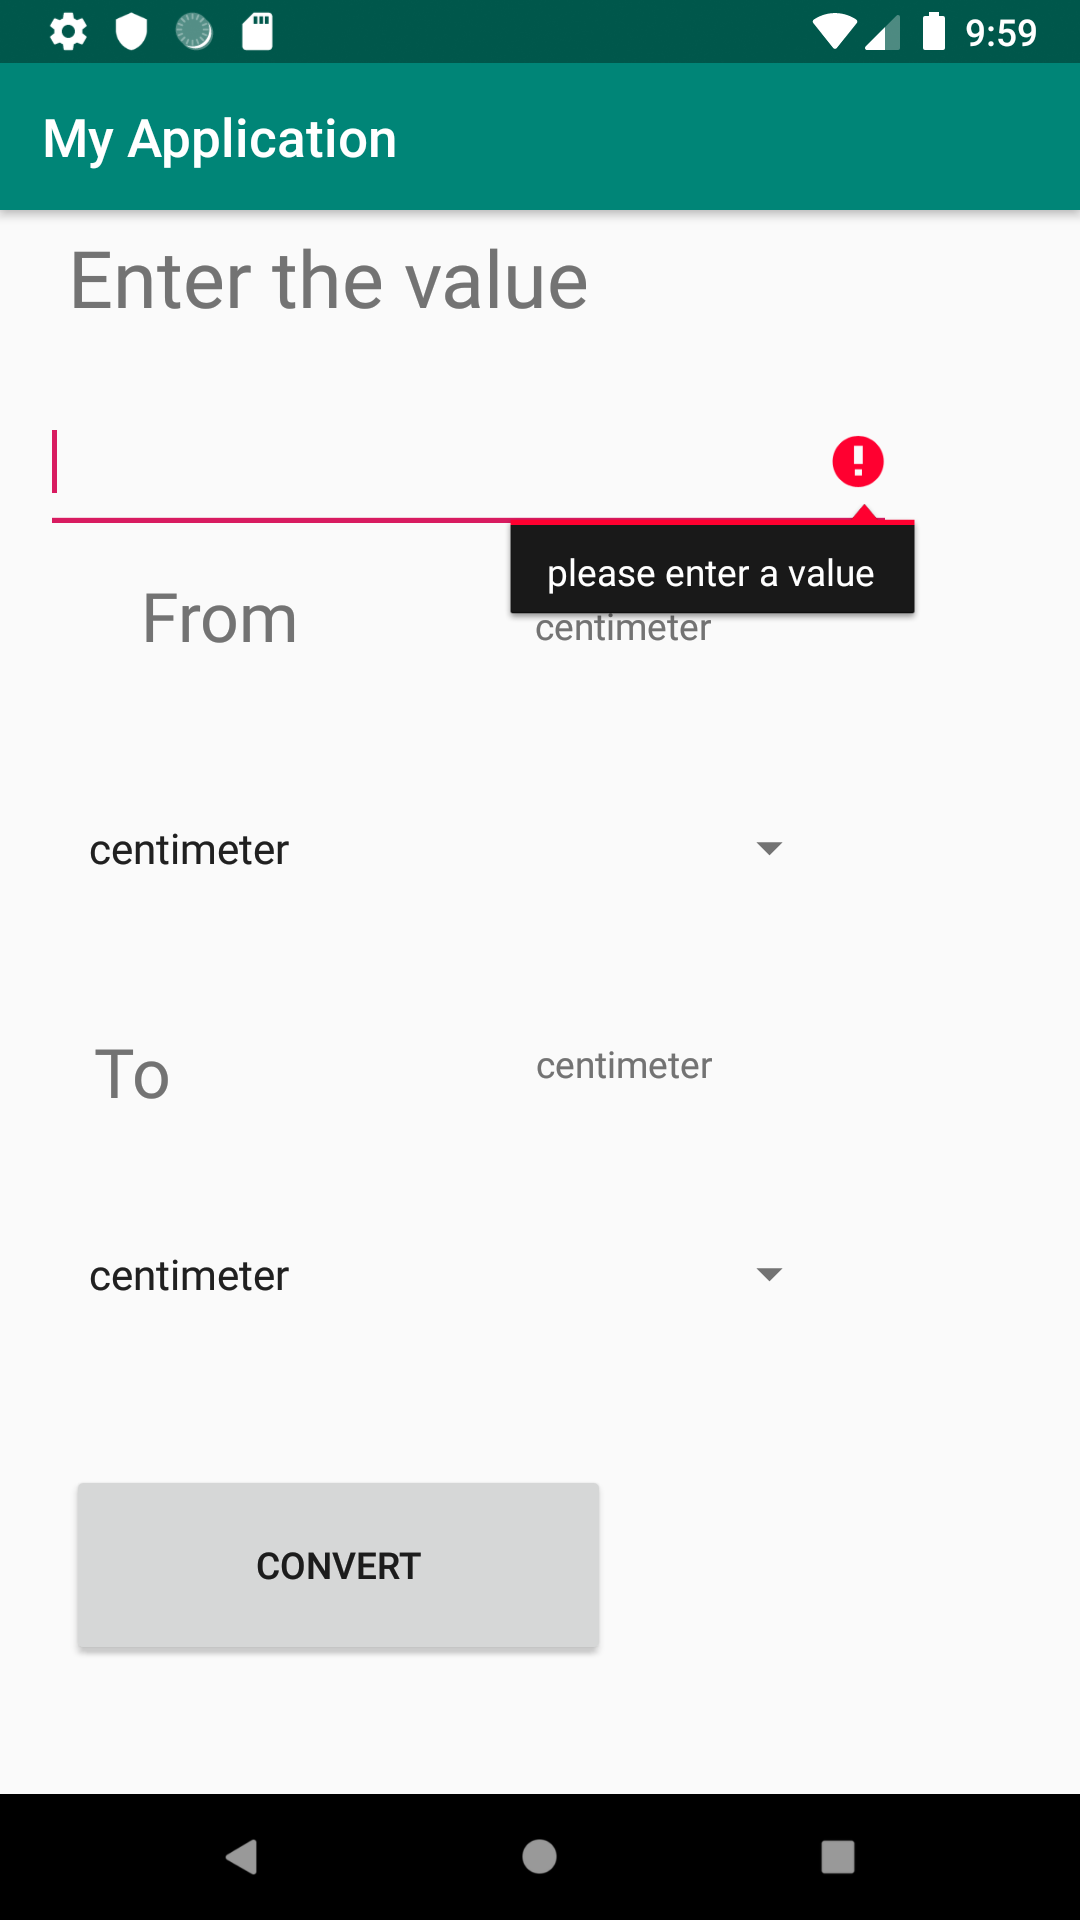 9:59
My Application
Enter the value
please enter a value
From
centimeter
centimeter
To
centimeter
centimeter
CONVERT